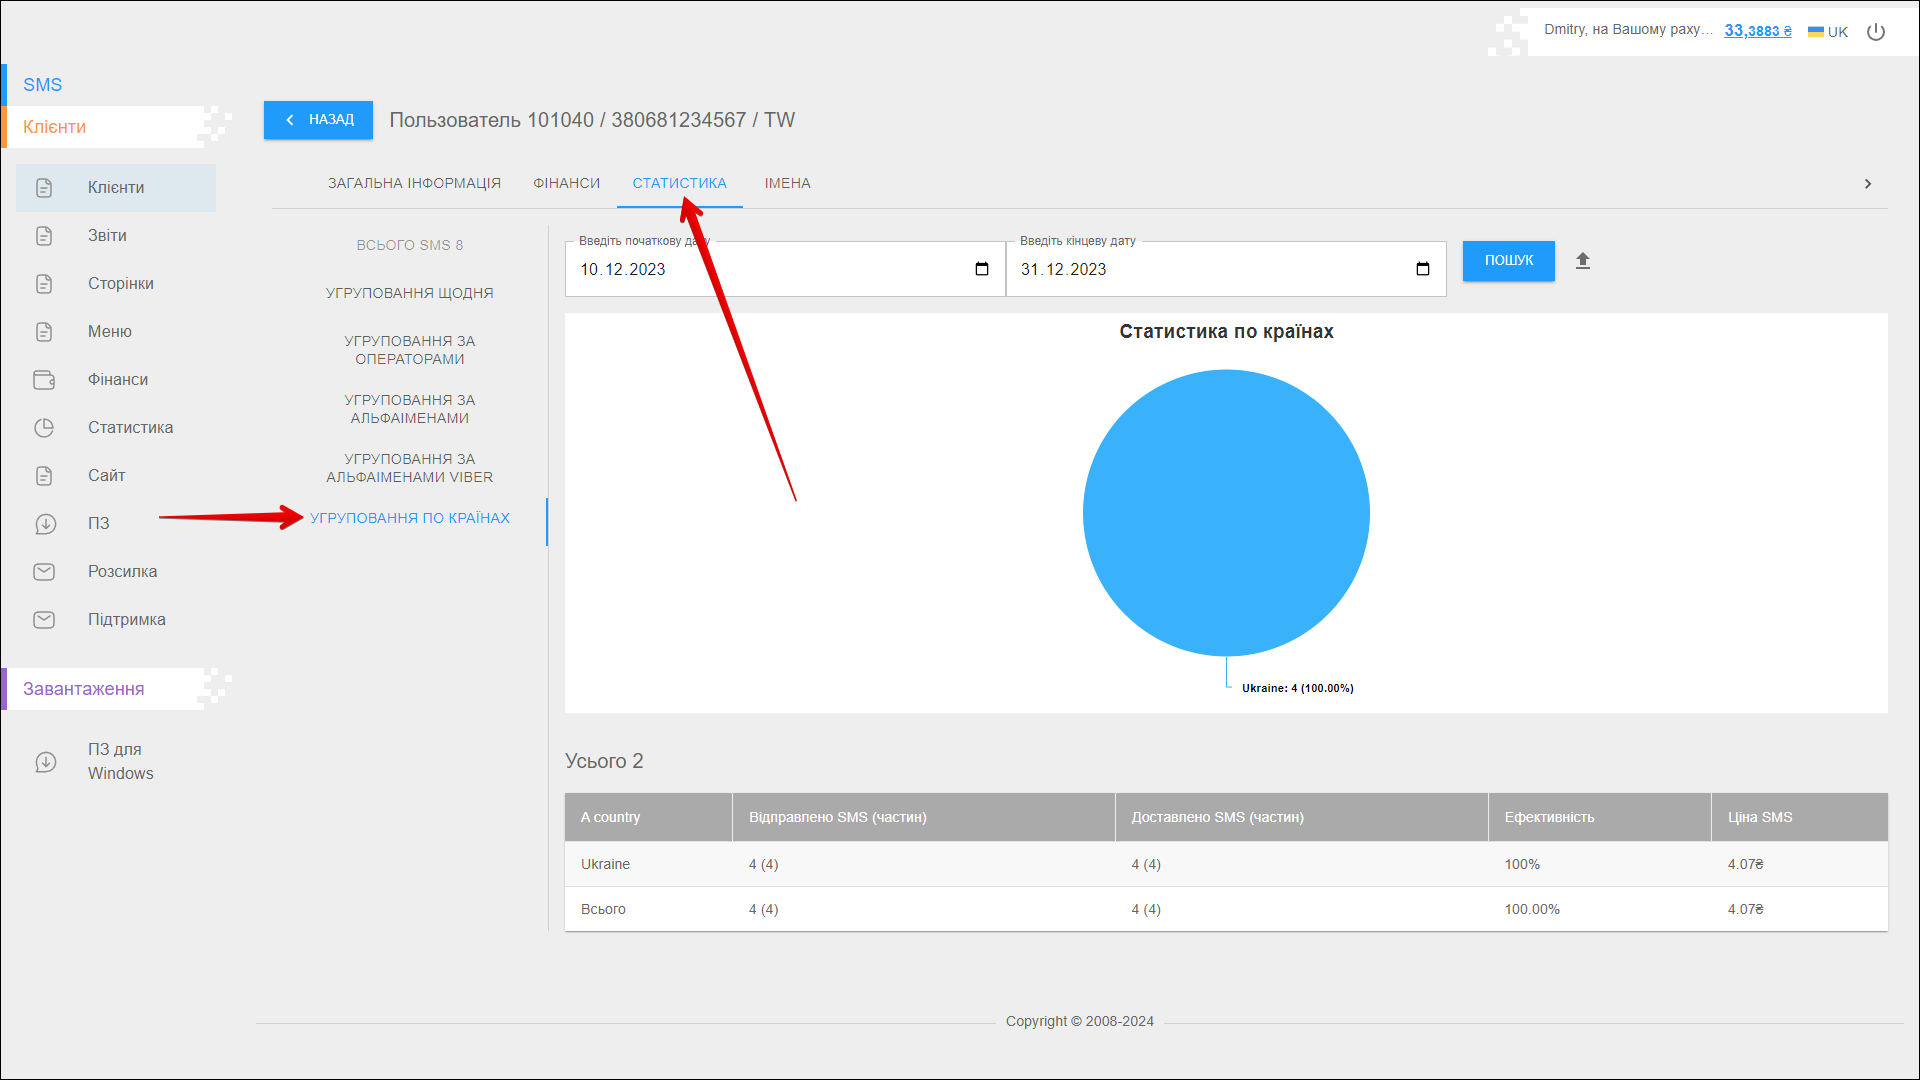 Dmitry, на Вашому раху... 33,3883 ₴ UK
SMS
Клієнти
Клієнти
Звіти
Сторінки
Меню
Фінанси
Статистика
Сайт
ПЗ
Розсилка
Підтримка
Завантаження
ПЗ для
Windows
НАЗАД
Пользователь 101040 / 380681234567 / TW
ЗАГАЛЬНА ІНФОРМАЦІЯ ФІНАНСИ СТАТИСТИКА ІМЕНА
ВСЬОГО SMS 8
УГРУПОВАННЯ ЩОДНЯ
УГРУПОВАННЯ ЗА
ОПЕРАТОРАМИ
УГРУПОВАННЯ ЗА
АЛЬФАІМЕНАМИ
УГРУПОВАННЯ ЗА
АЛЬФАІМЕНАМИ VIBER
УГРУПОВАННЯ ПО КРАЇНАХ
Введіть початкову дату
10.12.2023
Введіть кінцеву дату
31.12.2023
ПОШУК
Статистика по країнах
Ukraine: 4 (100.00%)
Усього 2
A country Відправлено SMS (частин) Доставлено SMS (частин) Ефективність Ціна SMS
Ukraine 4 (4) 4 (4) 100% 4.07₴
Всього 4 (4) 4 (4) 100.00% 4.07₴
Copyright © 2008-2024